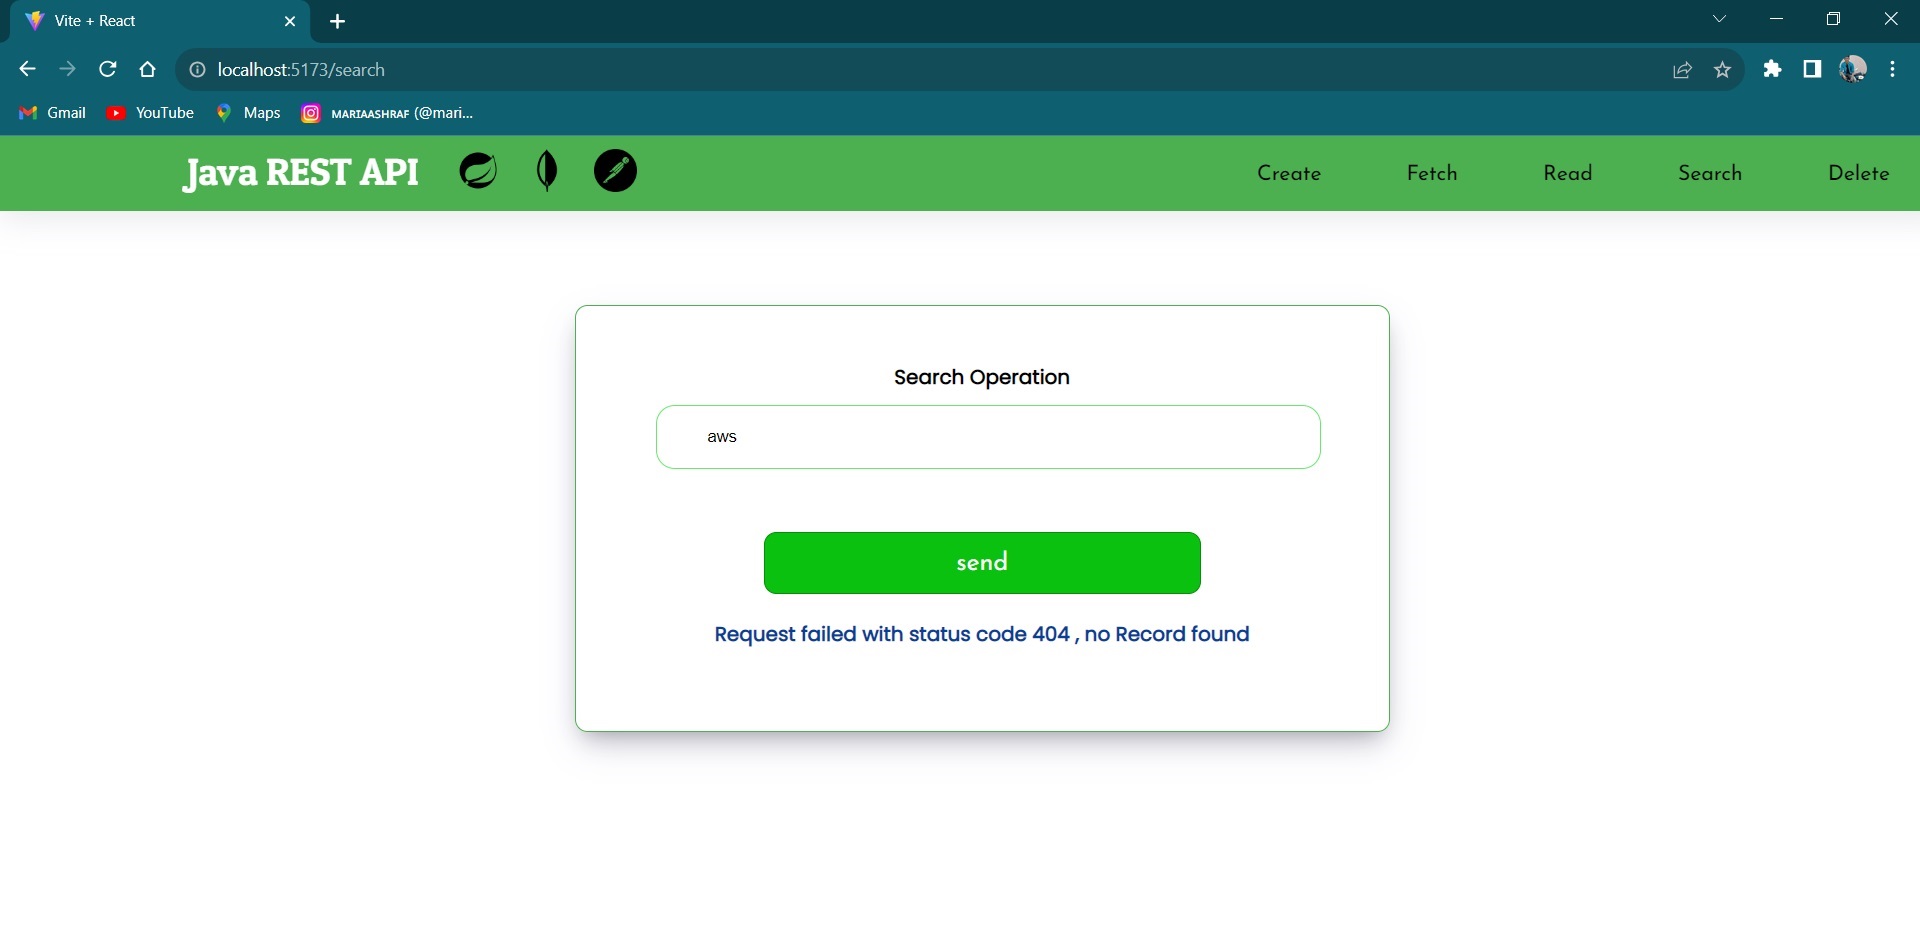 Vite + React
localhost:5173/search
Gmail YouTube Maps ᴍᴀʀɪᴀᴀsʜʀᴀғ (@mari...
Java REST API Create Fetch Read Search Delete
Search Operation
aws
send
Request failed with status code 404 , no Record found